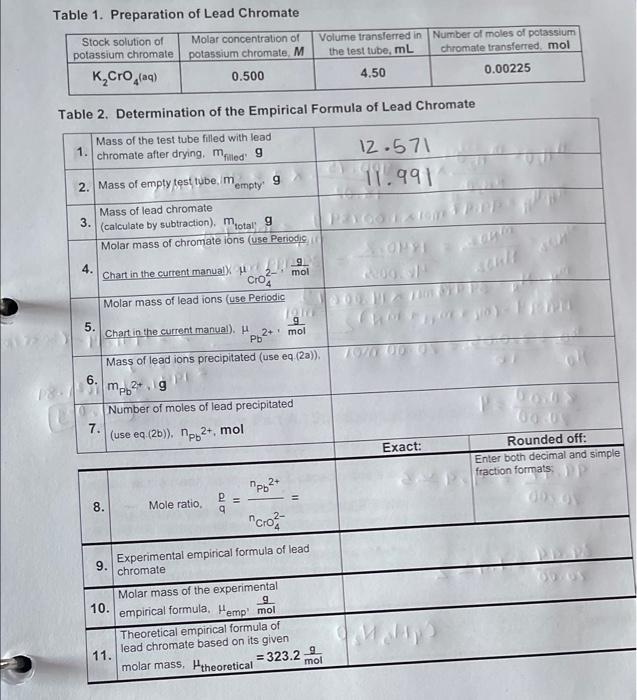 Table 1. Preparation of Lead Chromate
Stock solution of potassium chromate
Molar concentration of potassium chromate, M
Volume transferred in the test tube, mL
Number of moles of potassium chromate transferred, mol
K2CrO4(aq)
0.500
4.50
0.00225
Table 2. Determination of the Empirical Formula of Lead Chromate
1. Mass of the test tube filled with lead
chromate after drying, mfilled, g
12.571
2. Mass of empty test tube, mempty, g
11.991
3. Mass of lead chromate
(calculate by subtraction), mtotal, g
4. Molar mass of chromate ions (use Periodic
Chart in the current manual), μ CrO4 2-, g/mol
5. Molar mass of lead ions (use Periodic
Chart in the current manual), μ Pb2+, g/mol
6. Mass of lead ions precipitated (use eq.(2a)),
mPb2+, g
7. Number of moles of lead precipitated
(use eq.(2b)), nPb2+, mol
Exact:
Rounded off:
8. Mole ratio, p/q = nPb2+ / nCrO4 2- =
Enter both decimal and simple
fraction formats;
9. Experimental empirical formula of lead
chromate
10. Molar mass of the experimental
empirical formula, μemp, g/mol
11. Theoretical empirical formula of
lead chromate based on its given
molar mass, μtheoretical = 323.2 g/mol